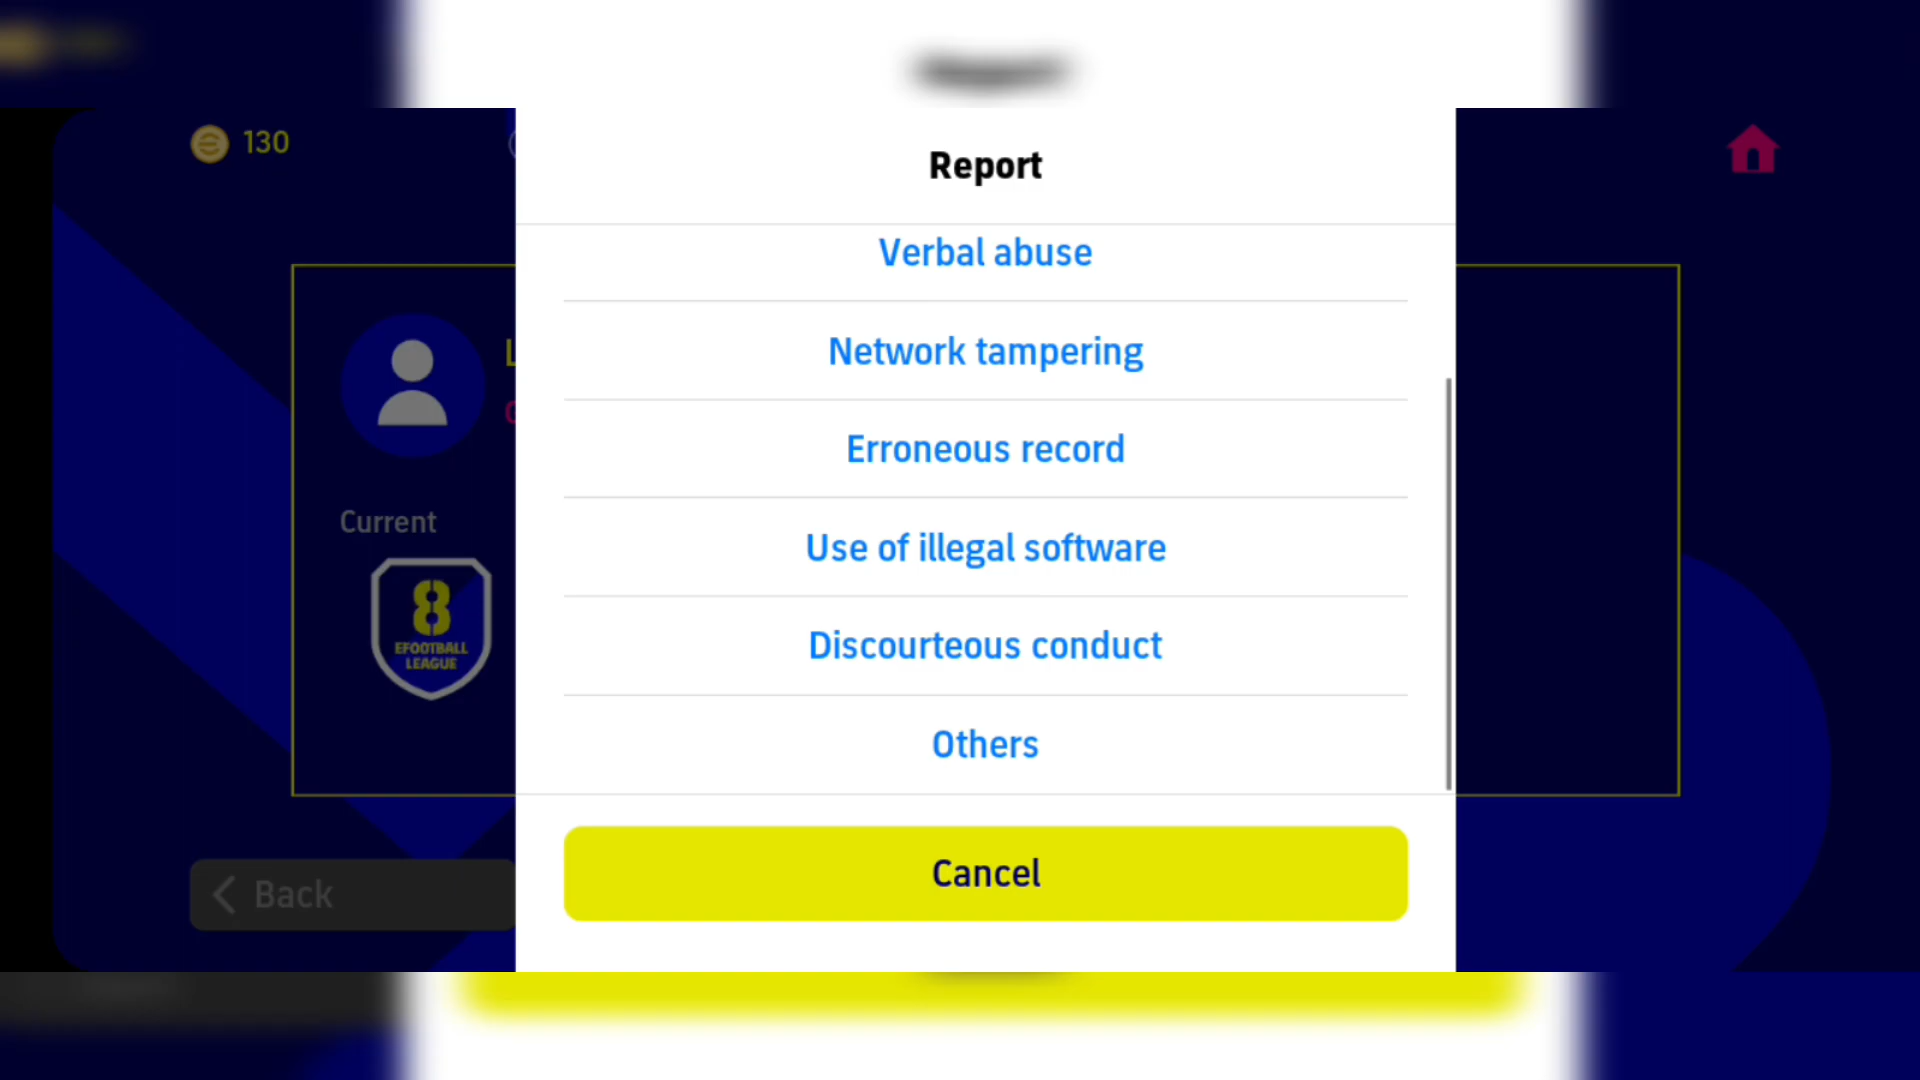 130
Report
Verbal abuse
Network tampering
Erroneous record
Use of illegal software
Discourteous conduct
Others
Cancel
Current
8
EFOOTBALL
LEAGUE
Back